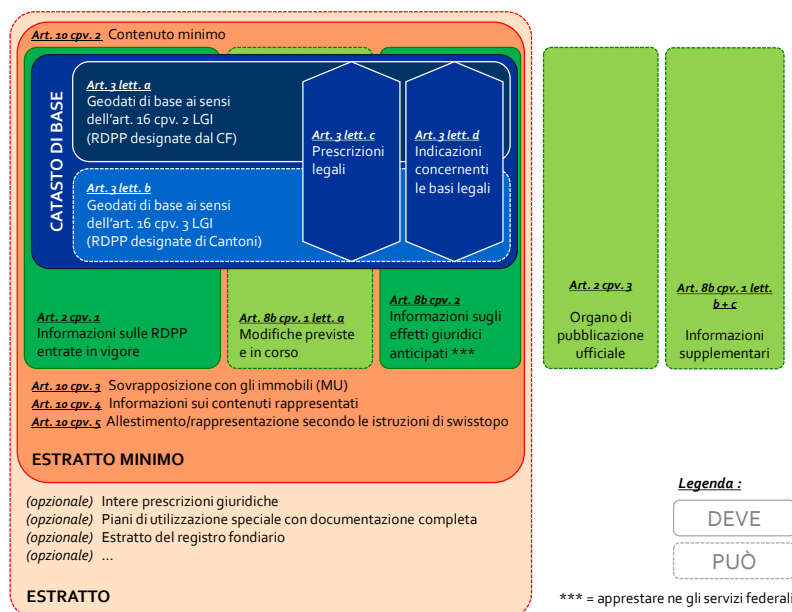 Art. 10 cpv. 2 Contenuto minimo
CATASTO DI BASE
Art. 3 lett. a
Geodati di base ai sensi
dell'art. 16 cpv. 2 LGI
(RDPP designate dal CF)
Art. 3 lett. b
Geodati di base ai sensi
dell'art. 16 cpv. 3 LGI
(RDPP designate di Cantoni)
Art. 3 lett. c
Prescrizioni
legali
Art. 3 lett. d
Indicazioni
concernenti
le basi legali
Art. 2 cpv. 1
Informazioni sulle RDPP
entrate in vigore
Art. 8b cpv. 1 lett. a
Modifiche previste
e in corso
Art. 8b cpv. 2
Informazioni sugli
effetti giuridici
anticipati ***
Art. 2 cpv. 3
Organo di
pubblicazione
ufficiale
Art. 8b cpv. 1 lett.
b + c
Informazioni
supplementari
Art. 10 cpv. 3 Sovrapposizione con gli immobili (MU)
Art. 10 cpv. 4 Informazioni sui contenuti rappresentati
Art. 10 cpv. 5 Allestimento/rappresentazione secondo le istruzioni di swisstopo
ESTRATTO MINIMO
(opzionale) Intere prescrizioni giuridiche
(opzionale) Piani di utilizzazione speciale con documentazione completa
(opzionale) Estratto del registro fondiario
(opzionale) ...
ESTRATTO
Legenda :
DEVE
PUÒ
*** = apprestare ne gli servizi federali